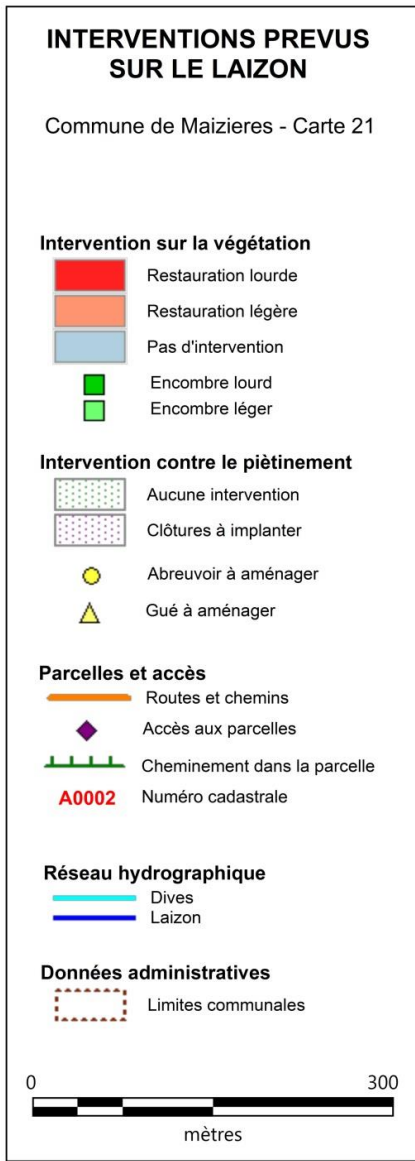 INTERVENTIONS PREVUS
SUR LE LAIZON
Commune de Maizieres - Carte 21
Intervention sur la végétation
Restauration lourde
Restauration légère
Pas d'intervention
Encombre lourd
Encombre léger
Intervention contre le piètinement
Aucune intervention
Clôtures à implanter
Abreuvoir à aménager
Gué à aménager
Parcelles et accès
Routes et chemins
Accès aux parcelles
Cheminement dans la parcelle
A0002 Numéro cadastrale
Réseau hydrographique
Dives
Laizon
Données administratives
Limites communales
0 300
mètres